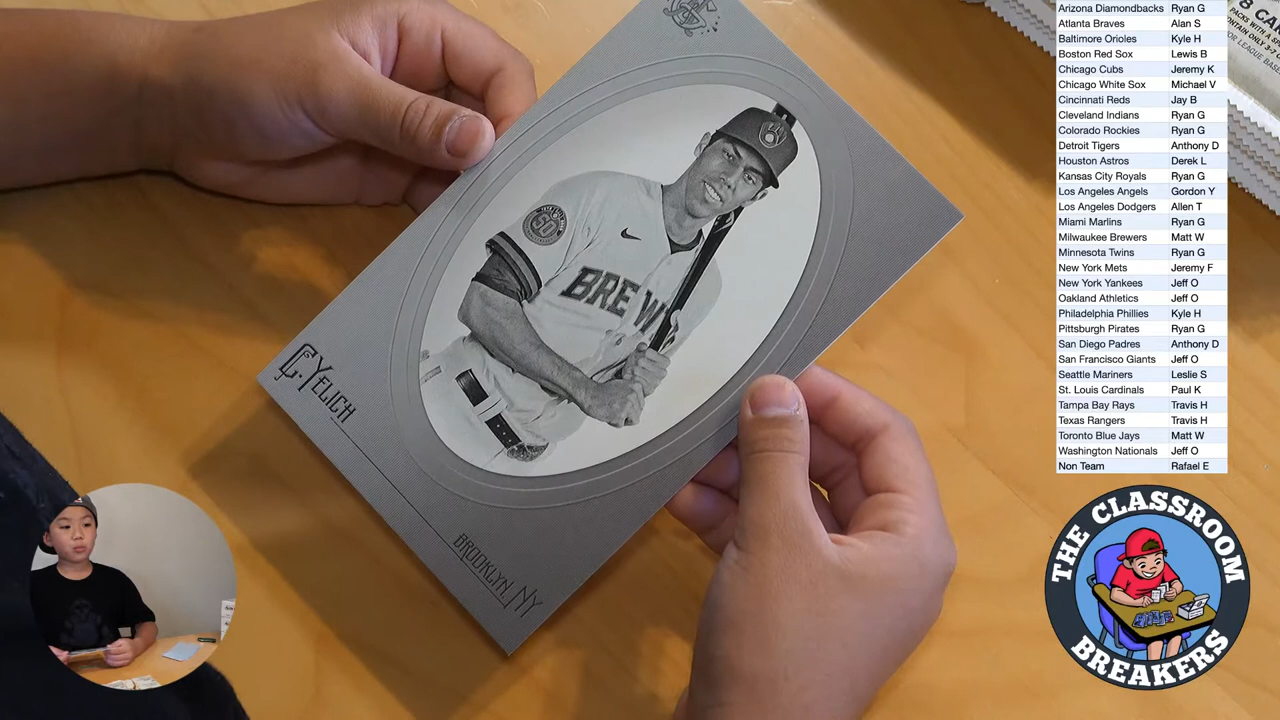 C. YELICH
BROOKLYN, NY
BREW
50
Arizona Diamondbacks Ryan G
Atlanta Braves Alan S
Baltimore Orioles Kyle H
Boston Red Sox Lewis B
Chicago Cubs Jeremy K
Chicago White Sox Michael V
Cincinnati Reds Jay B
Cleveland Indians Ryan G
Colorado Rockies Ryan G
Detroit Tigers Anthony D
Houston Astros Derek L
Kansas City Royals Ryan G
Los Angeles Angels Gordon Y
Los Angeles Dodgers Allen T
Miami Marlins Ryan G
Milwaukee Brewers Matt W
Minnesota Twins Ryan G
New York Mets Jeremy F
New York Yankees Jeff O
Oakland Athletics Jeff O
Philadelphia Phillies Kyle H
Pittsburgh Pirates Ryan G
San Diego Padres Anthony D
San Francisco Giants Jeff O
Seattle Mariners Leslie S
St. Louis Cardinals Paul K
Tampa Bay Rays Travis H
Texas Rangers Travis H
Toronto Blue Jays Matt W
Washington Nationals Jeff O
Non Team Rafael E
THE CLASSROOM
BREAKERS